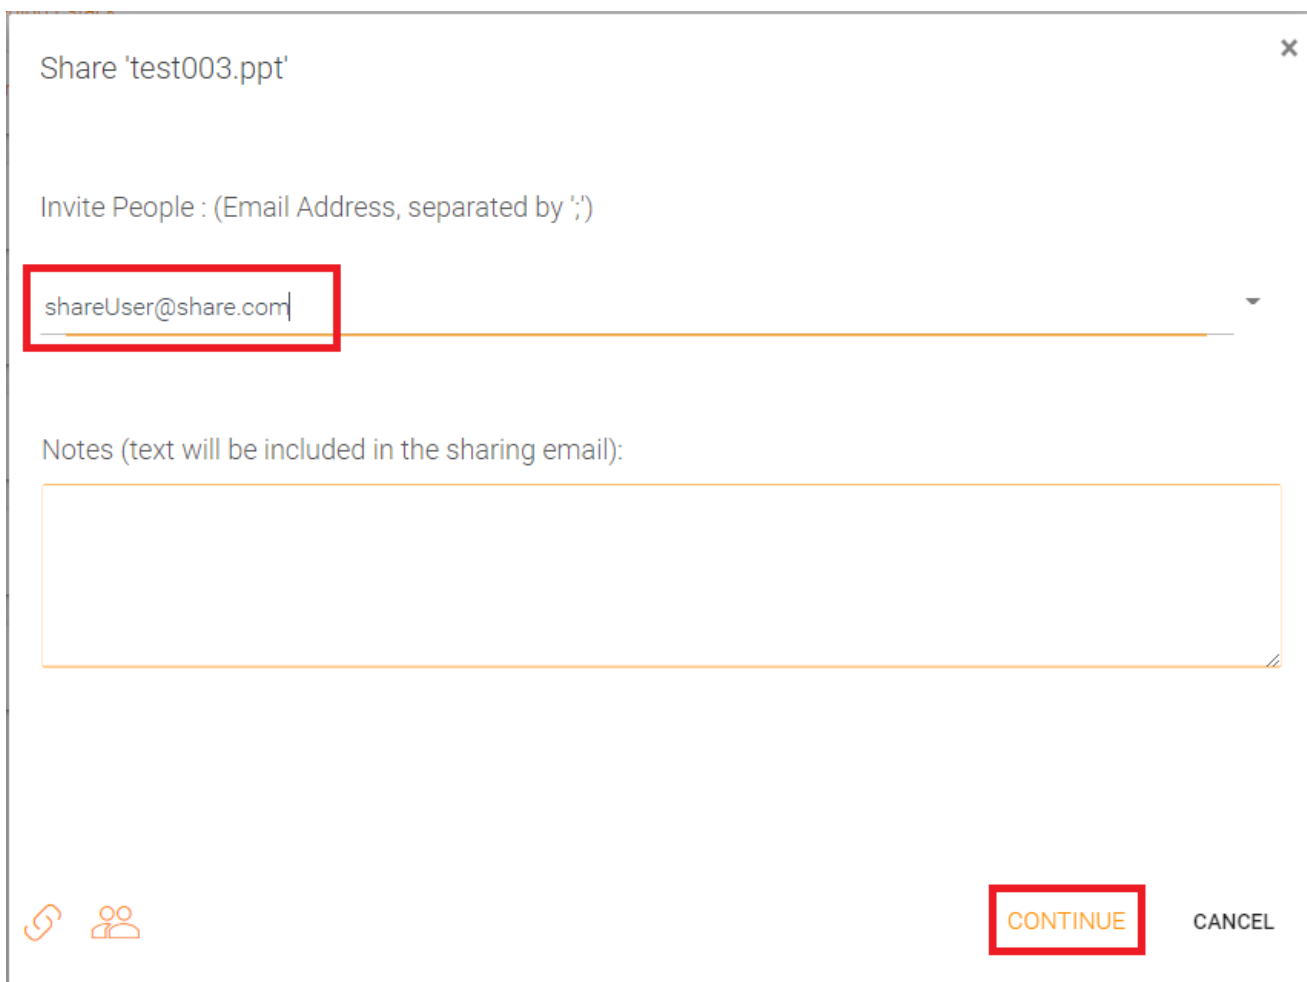 Share 'test003.ppt'
Invite People : (Email Address, separated by ';')
shareUser@share.com
Notes (text will be included in the sharing email):
CONTINUE
CANCEL